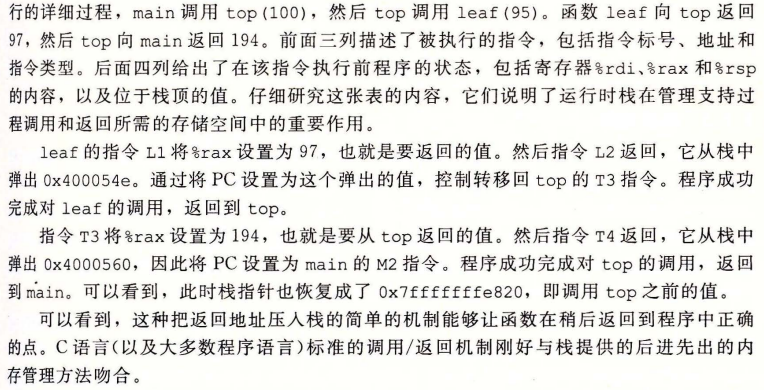 行的详细过程，main 调用 top(100)，然后 top 调用 leaf(95)。函数 leaf 向 top 返回
97，然后 top 向 main 返回 194。前面三列描述了被执行的指令，包括指令标号、地址和
指令类型。后面四列给出了在该指令执行前程序的状态，包括寄存器%rdi、%rax 和%rsp
的内容，以及位于栈顶的值。仔细研究这张表的内容，它们说明了运行时栈在管理支持过
程调用和返回所需的存储空间中的重要作用。
leaf 的指令 L1 将%rax 设置为 97，也就是要返回的值。然后指令 L2 返回，它从栈中
弹出 0x400054e。通过将 PC 设置为这个弹出的值，控制转移回 top 的 T3 指令。程序成功
完成对 leaf 的调用，返回到 top。
指令 T3 将%rax 设置为 194，也就是要从 top 返回的值。然后指令 T4 返回，它从栈中
弹出 0x4000560，因此将 PC 设置为 main 的 M2 指令。程序成功完成对 top 的调用，返回
到 main。可以看到，此时栈指针也恢复成了 0x7fffffffe820，即调用 top 之前的值。
可以看到，这种把返回地址压入栈的简单的机制能够让函数在稍后返回到程序中正确
的点。C 语言(以及大多数程序语言)标准的调用/返回机制刚好与栈提供的后进先出的内
存管理方法吻合。